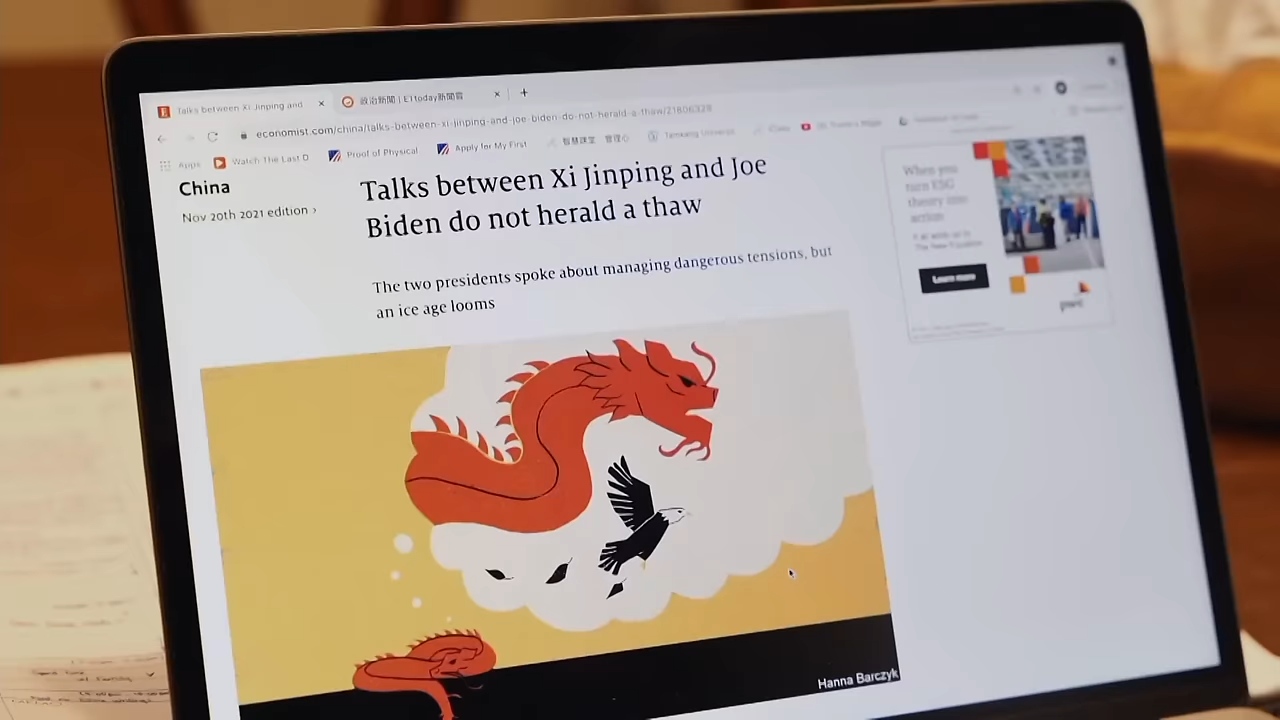 Talks between Xi Jinping and
政治新聞 | ETtoday新聞雲
economist.com/china/talks-between-xi-jinping-and-joe-biden-do-not-herald-a-thaw/21806329
Apps
Watch The Last D
Proof of Physical
Apply for My First
China
Nov 20th 2021 edition ›
Talks between Xi Jinping and Joe
Biden do not herald a thaw
The two presidents spoke about managing dangerous tensions, but
an ice age looms
When you
turn ESG
theory into
action
Learn more
pwc
Hanna Barczyk